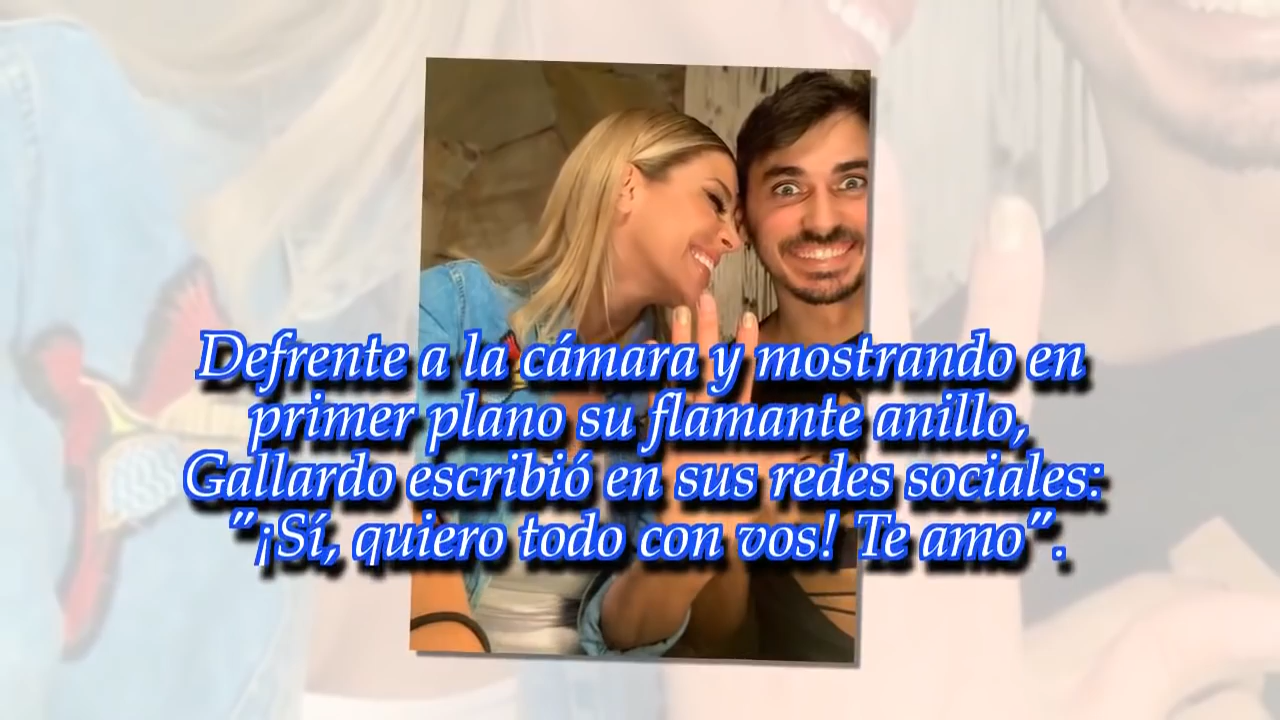 Defrente a la cámara y mostrando en
primer plano su flamante anillo,
Gallardo escribió en sus redes sociales:
"¡Sí, quiero todo con vos! Te amo".